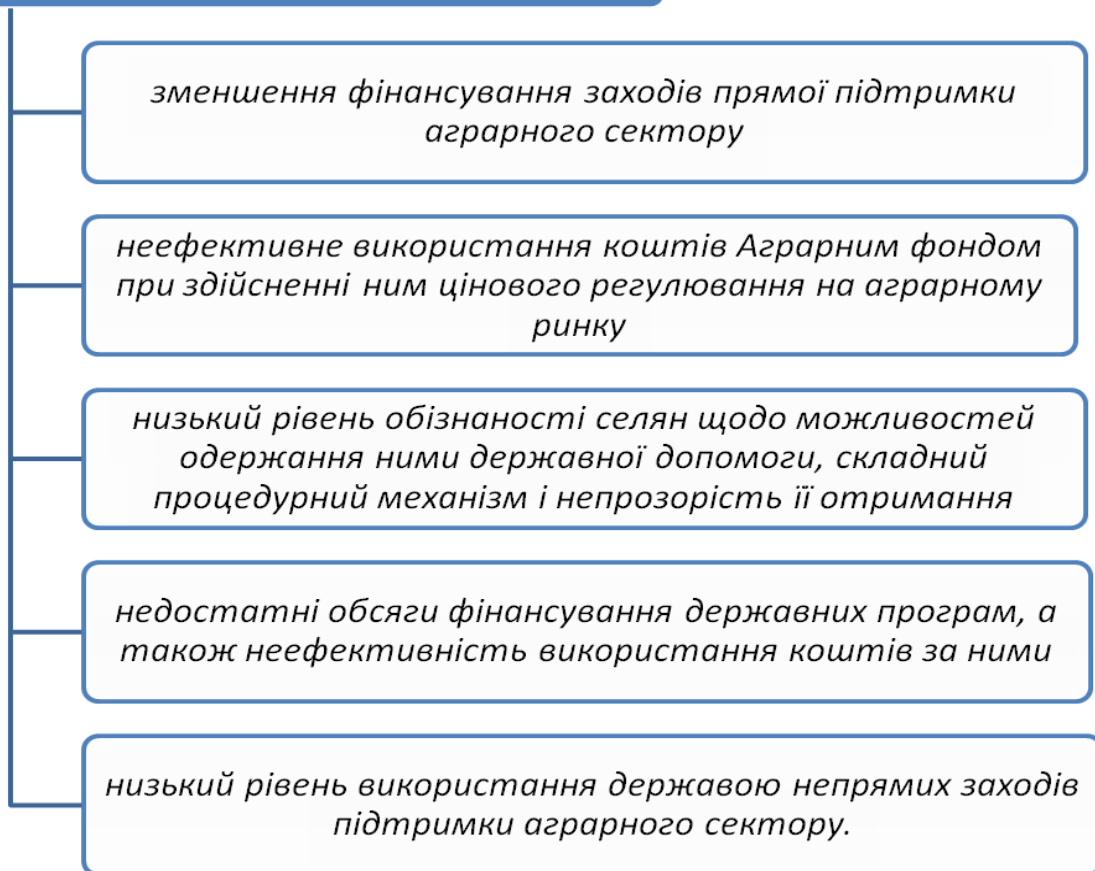 зменшення фінансування заходів прямої підтримки
аграрного сектору
неефективне використання коштів Аграрним фондом
при здійсненні ним цінового регулювання на аграрному
ринку
низький рівень обізнаності селян щодо можливостей
одержання ними державної допомоги, складний
процедурний механізм і непрозорість її отримання
недостатні обсяги фінансування державних програм, а
також неефективність використання коштів за ними
низький рівень використання державою непрямих заходів
підтримки аграрного сектору.